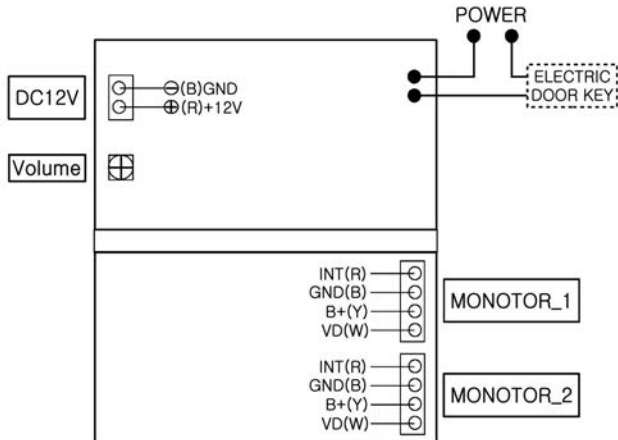 POWER
ELECTRIC
DOOR KEY
DC12V
(B)GND
(R)+12V
Volume
INT(R)
GND(B)
B+(Y)
VD(W)
MONOTOR_1
INT(R)
GND(B)
B+(Y)
VD(W)
MONOTOR_2